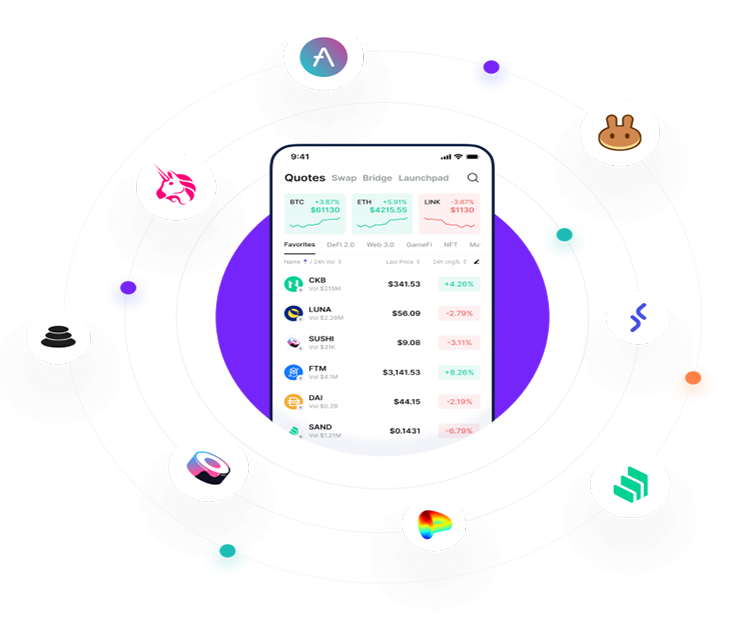 9:41
Quotes Swap Bridge Launchpad
BTC +3.87% ETH +5.91% LINK -3.87%
$61130 $4215.55 $1130
Favorites DeFi 2.0 Web 3.0 GameFi NFT Ma
Name / 24h Vol Last Price 24h chg%
CKB $341.53 +4.26%
Vol $215M
LUNA $56.09 -2.79%
Vol $2.26M
SUSHI $9.08 -3.11%
Vol $31K
FTM $3,141.53 +8.26%
Vol $4.1M
DAI $44.15 -2.19%
Vol $0.2B
SAND $0.1431 -6.79%
Vol $1.21M